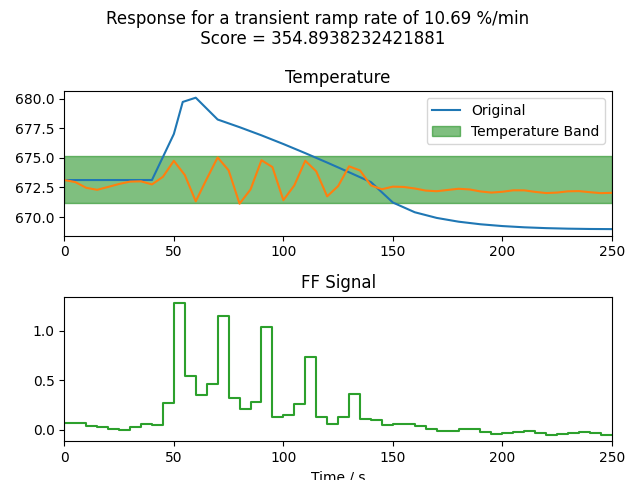 Response for a transient ramp rate of 10.69 %/min
Score = 354.8938232421881
Temperature
680.0
677.5
675.0
672.5
670.0
Original
Temperature Band
0 50 100 150 200 250
FF Signal
1.0
0.5
0.0
0 50 100 150 200 250
Time / s